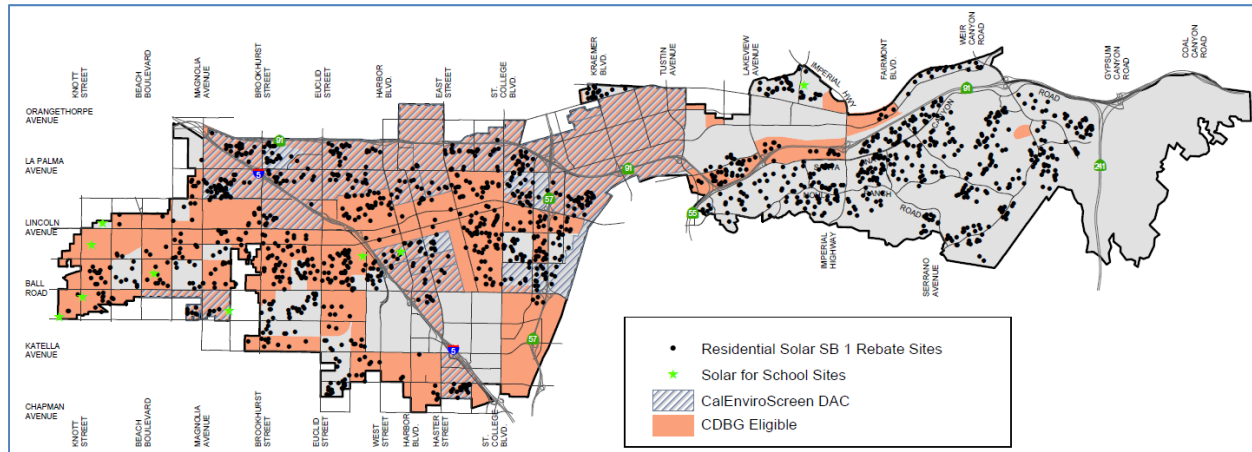 KNOTT
STREET
BEACH
BOULEVARD
MAGNOLIA
AVENUE
BROOKHURST
STREET
EUCLID
STREET
HARBOR
BLVD.
EAST
STREET
ST.
COLLEGE
BLVD.
KRAEMER
BLVD.
TUSTIN
AVENUE
LAKEVIEW
AVENUE
IMPERIAL
HWY
FAIRMONT
BLVD.
WEIR
CANYON
ROAD
GYPSUM
CANYON
ROAD
COAL
CANYON
ROAD
ORANGETHORPE
AVENUE
LA PALMA
AVENUE
LINCOLN
AVENUE
BALL
ROAD
KATELLA
AVENUE
CHAPMAN
AVENUE
91
5
57
91
55
91
241
57
5
ROAD
CANYON
SANTA
RANCH
ROAD
IMPERIAL
HIGHWAY
SERRANO
AVENUE
KNOTT
STREET
BEACH
BOULEVARD
MAGNOLIA
AVENUE
BROOKHURST
STREET
EUCLID
STREET
WEST
STREET
HARBOR
BLVD.
HASTER
STREET
ST.
COLLEGE
BLVD.
Residential Solar SB 1 Rebate Sites
Solar for School Sites
CalEnviroScreen DAC
CDBG Eligible